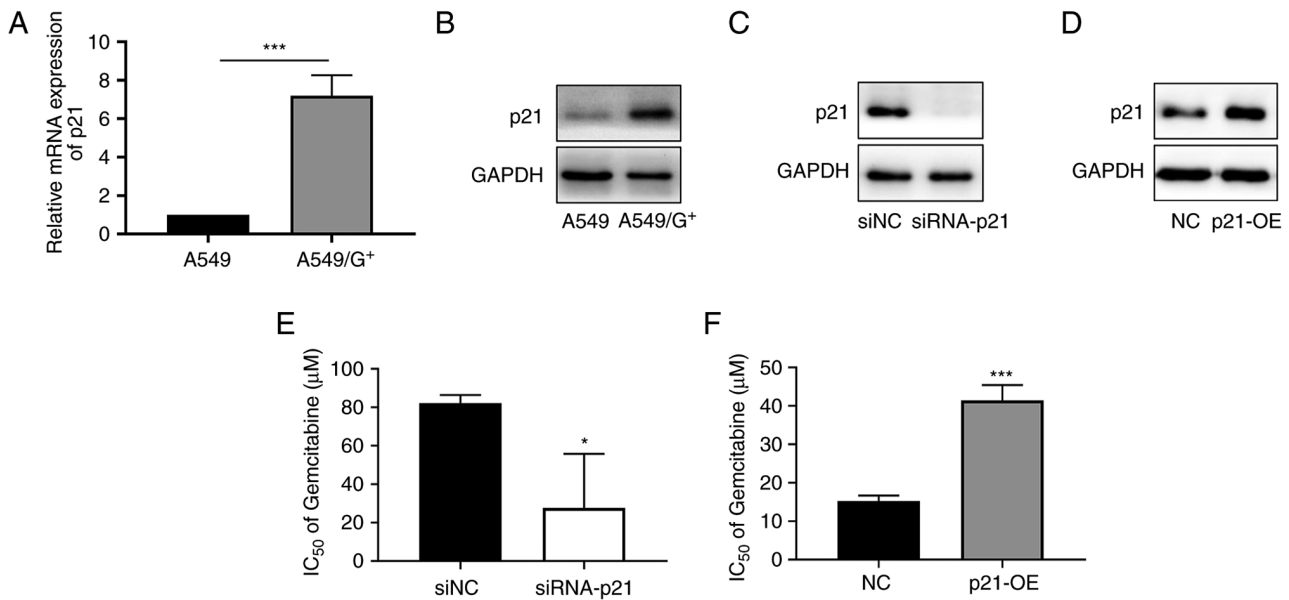 A
Relative mRNA expression
of p21
10
8
6
4
2
0
***
A549
A549/G⁺
B
p21
GAPDH
A549 A549/G⁺
C
p21
GAPDH
siNC siRNA-p21
D
p21
GAPDH
NC p21-OE
E
IC₅₀ of Gemcitabine (μM)
100
80
60
40
20
0
*
siNC
siRNA-p21
F
IC₅₀ of Gemcitabine (μM)
50
40
30
20
10
0
***
NC
p21-OE